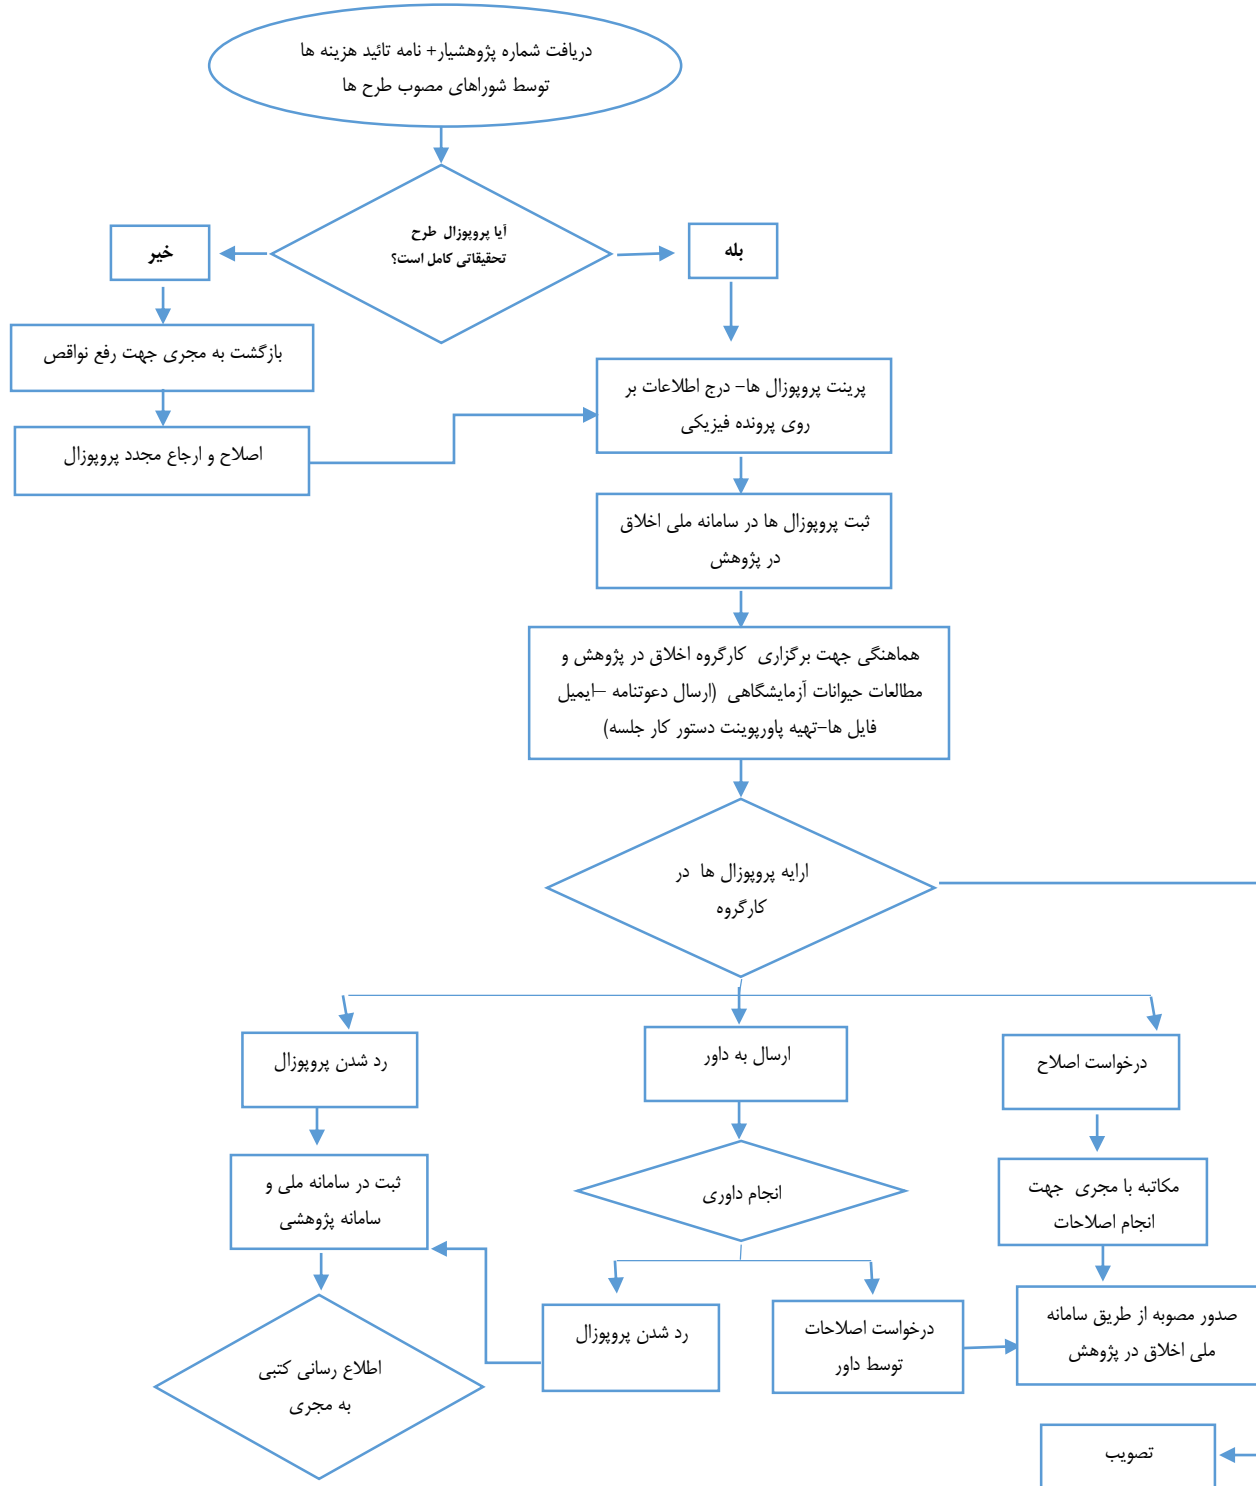 دریافت شماره پژوهشیار+ نامه تائید هزینه ها
توسط شوراهای مصوب طرح ها
آیا پروپوزال طرح
تحقیقاتی کامل است؟
بله
خیر
بازگشت به مجری جهت رفع نواقص
اصلاح و ارجاع مجدد پروپوزال
پرینت پروپوزال ها– درج اطلاعات بر
روی پرونده فیزیکی
ثبت پروپوزال ها در سامانه ملی اخلاق
در پژوهش
هماهنگی جهت برگزاری کارگروه اخلاق در پژوهش و
مطالعات حیوانات آزمایشگاهی (ارسال دعوتنامه –ایمیل
فایل ها–تهیه پاورپوینت دستور کار جلسه)
ارایه پروپوزال ها در
کارگروه
درخواست اصلاح
ارسال به داور
رد شدن پروپوزال
مکاتبه با مجری جهت
انجام اصلاحات
انجام داوری
ثبت در سامانه ملی و
سامانه پژوهشی
صدور مصوبه از طریق سامانه
ملی اخلاق در پژوهش
درخواست اصلاحات
توسط داور
رد شدن پروپوزال
اطلاع رسانی کتبی
به مجری
تصویب